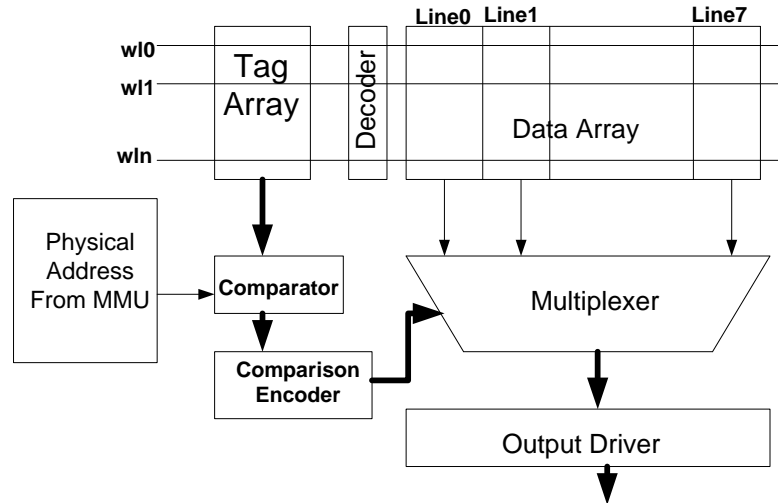 Line0 Line1 Line7
wl0
wl1
wln
Tag
Array
Decoder
Data Array
Physical
Address
From MMU
Comparator
Multiplexer
Comparison
Encoder
Output Driver